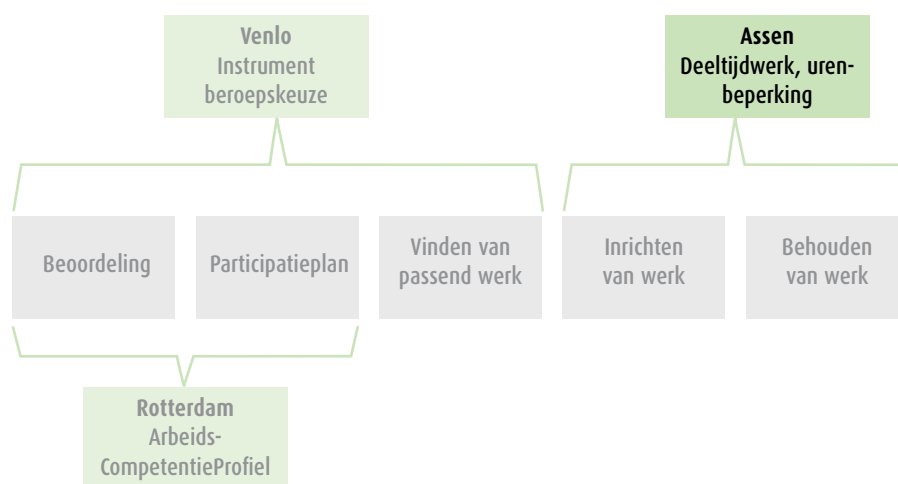 Venlo
Instrument
beroepskeuze
Assen
Deeltijdwerk, uren-
beperking
Beoordeling
Participatieplan
Vinden van
passend werk
Inrichten
van werk
Behouden
van werk
Rotterdam
Arbeids-
CompetentieProfiel